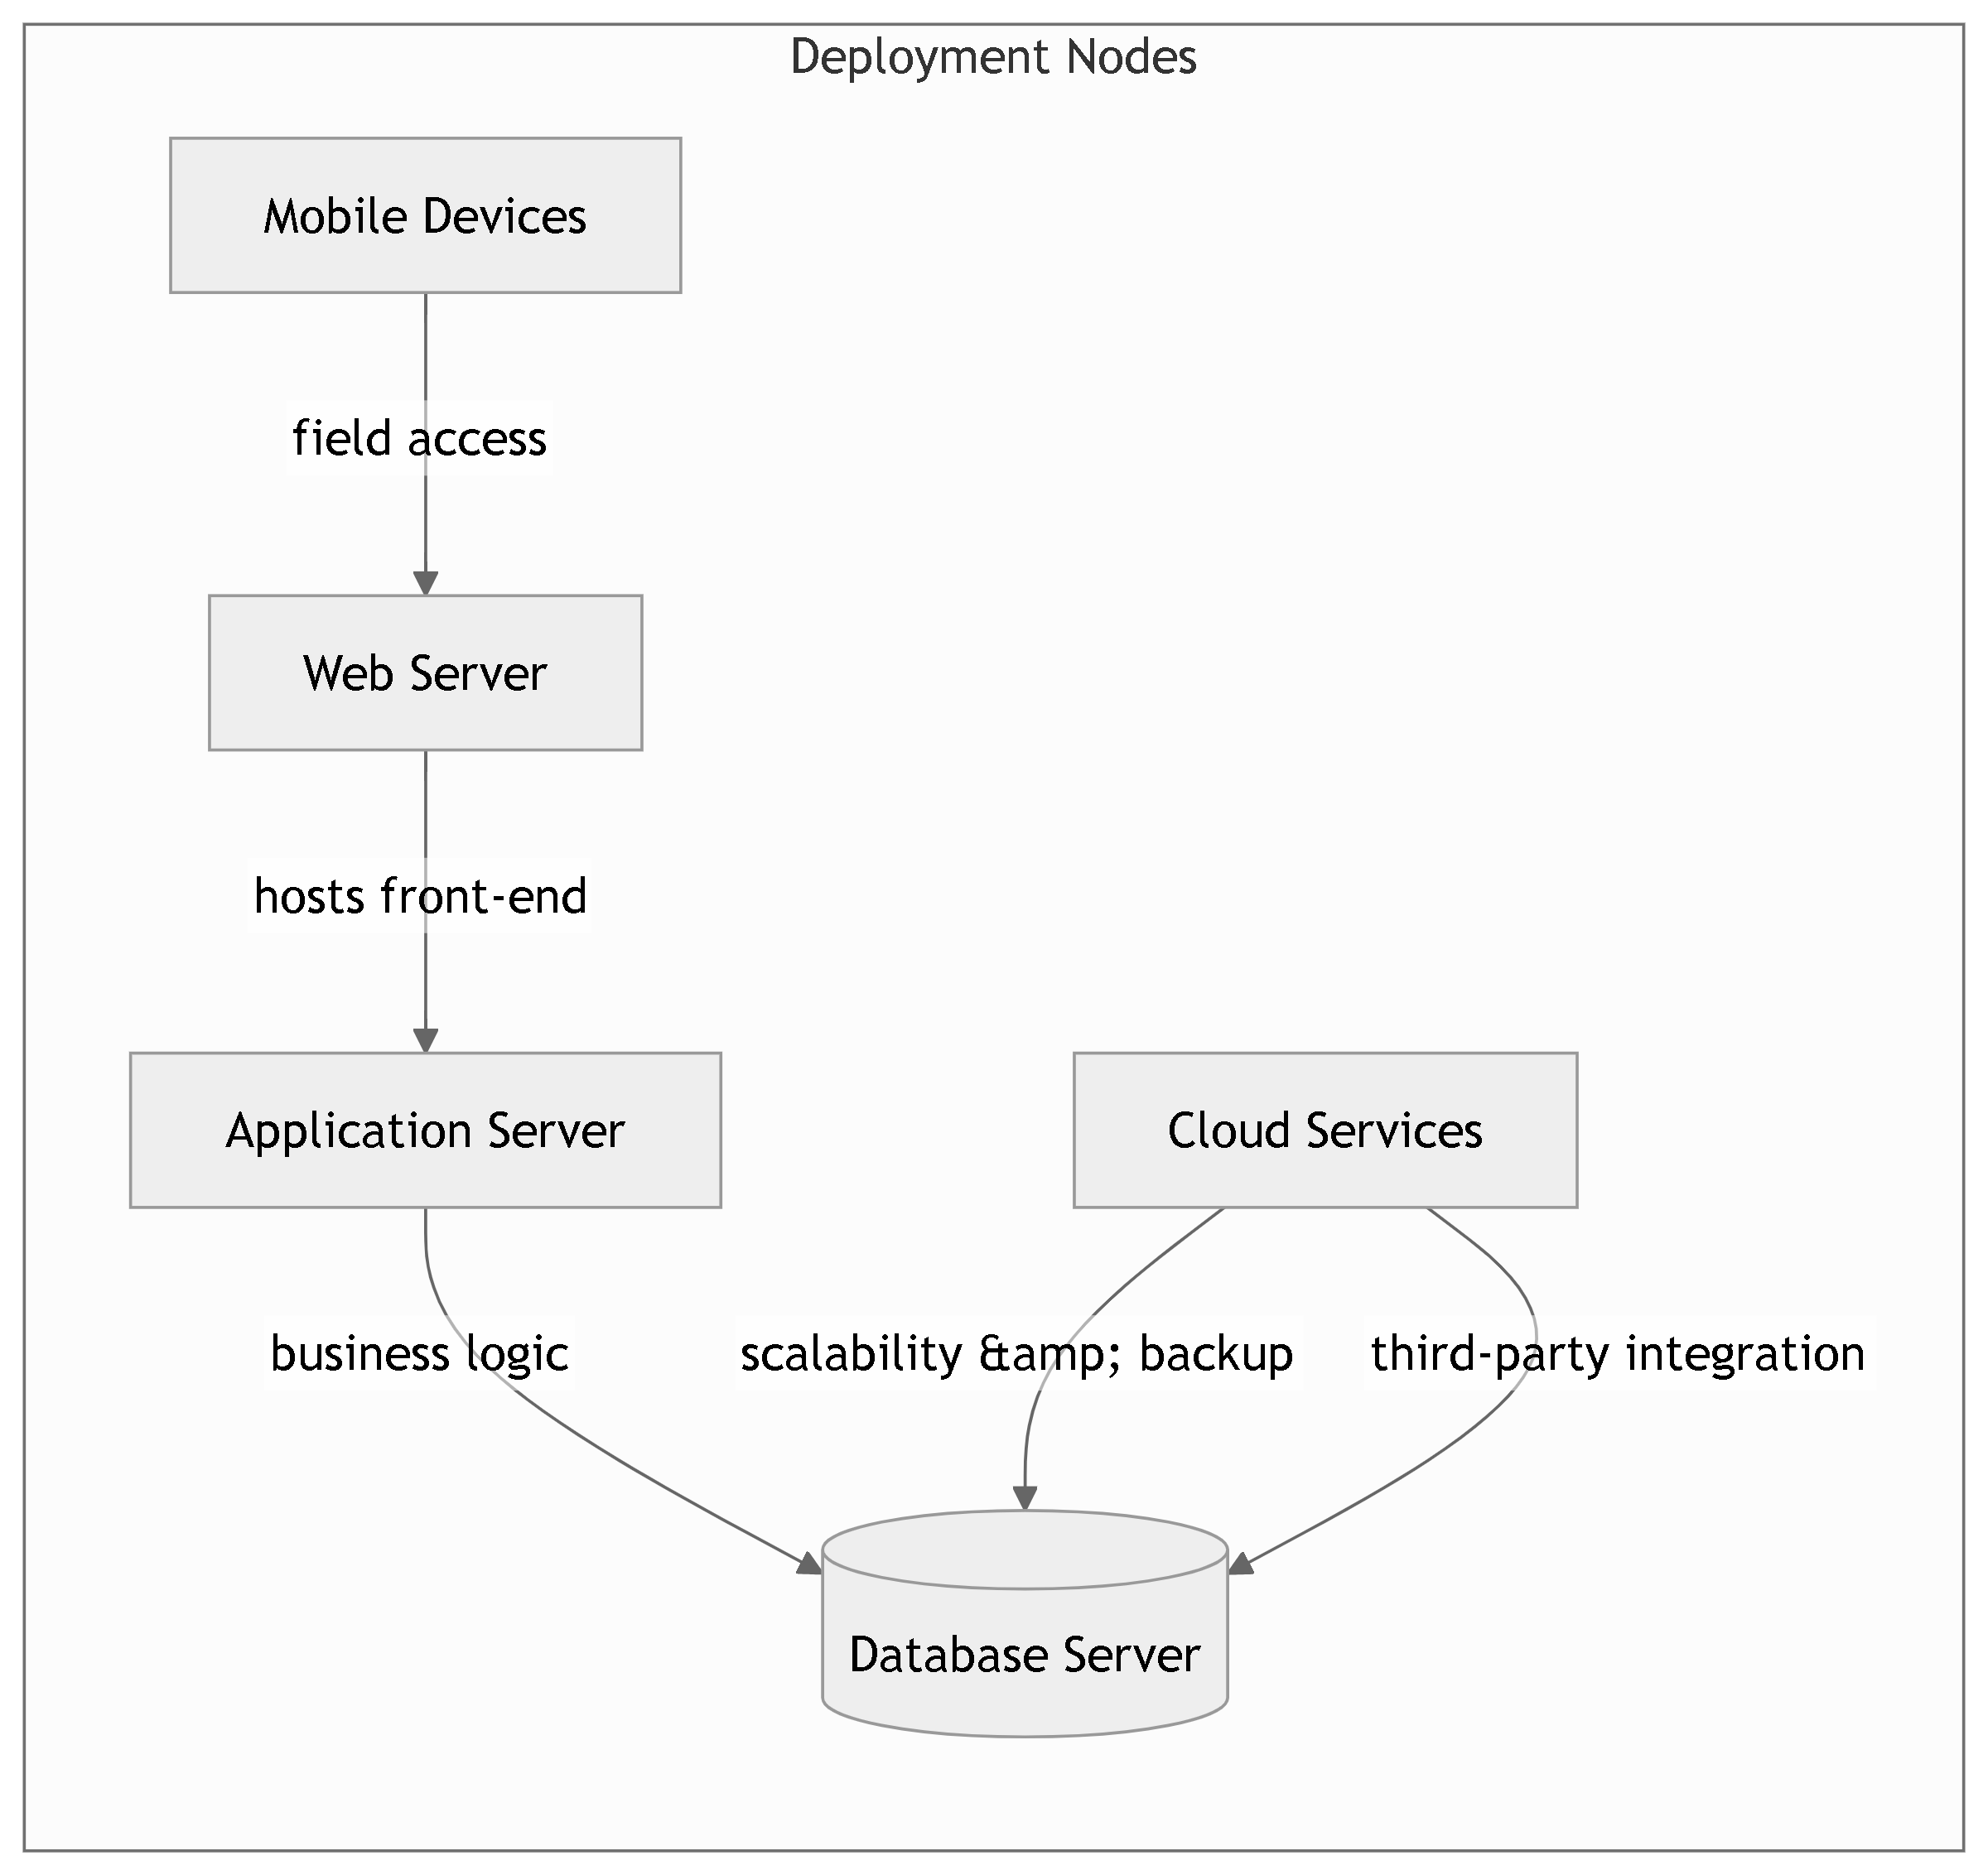 Deployment Nodes
Mobile Devices
field access
Web Server
hosts front-end
Application Server
Cloud Services
business logic
scalability &amp; backup
third-party integration
Database Server